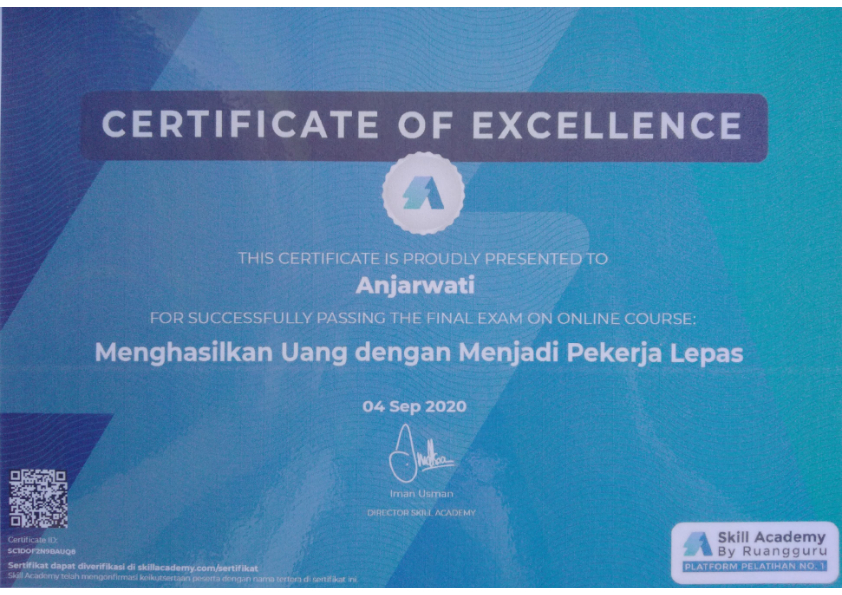 CERTIFICATE OF EXCELLENCE
THIS CERTIFICATE IS PROUDLY PRESENTED TO
Anjarwati
FOR SUCCESSFULLY PASSING THE FINAL EXAM ON ONLINE COURSE:
Menghasilkan Uang dengan Menjadi Pekerja Lepas
04 Sep 2020
Iman Usman
DIRECTOR SKILL ACADEMY
Certificate ID:
Sertifikat dapat diverifikasi di skillacademy.com/sertifikat
Skill Academy telah mengonfirmasi keikutsertaan peserta dengan nama tertera di sertifikat ini
Skill Academy
By Ruangguru
PLATFORM PELATIHAN NO. 1